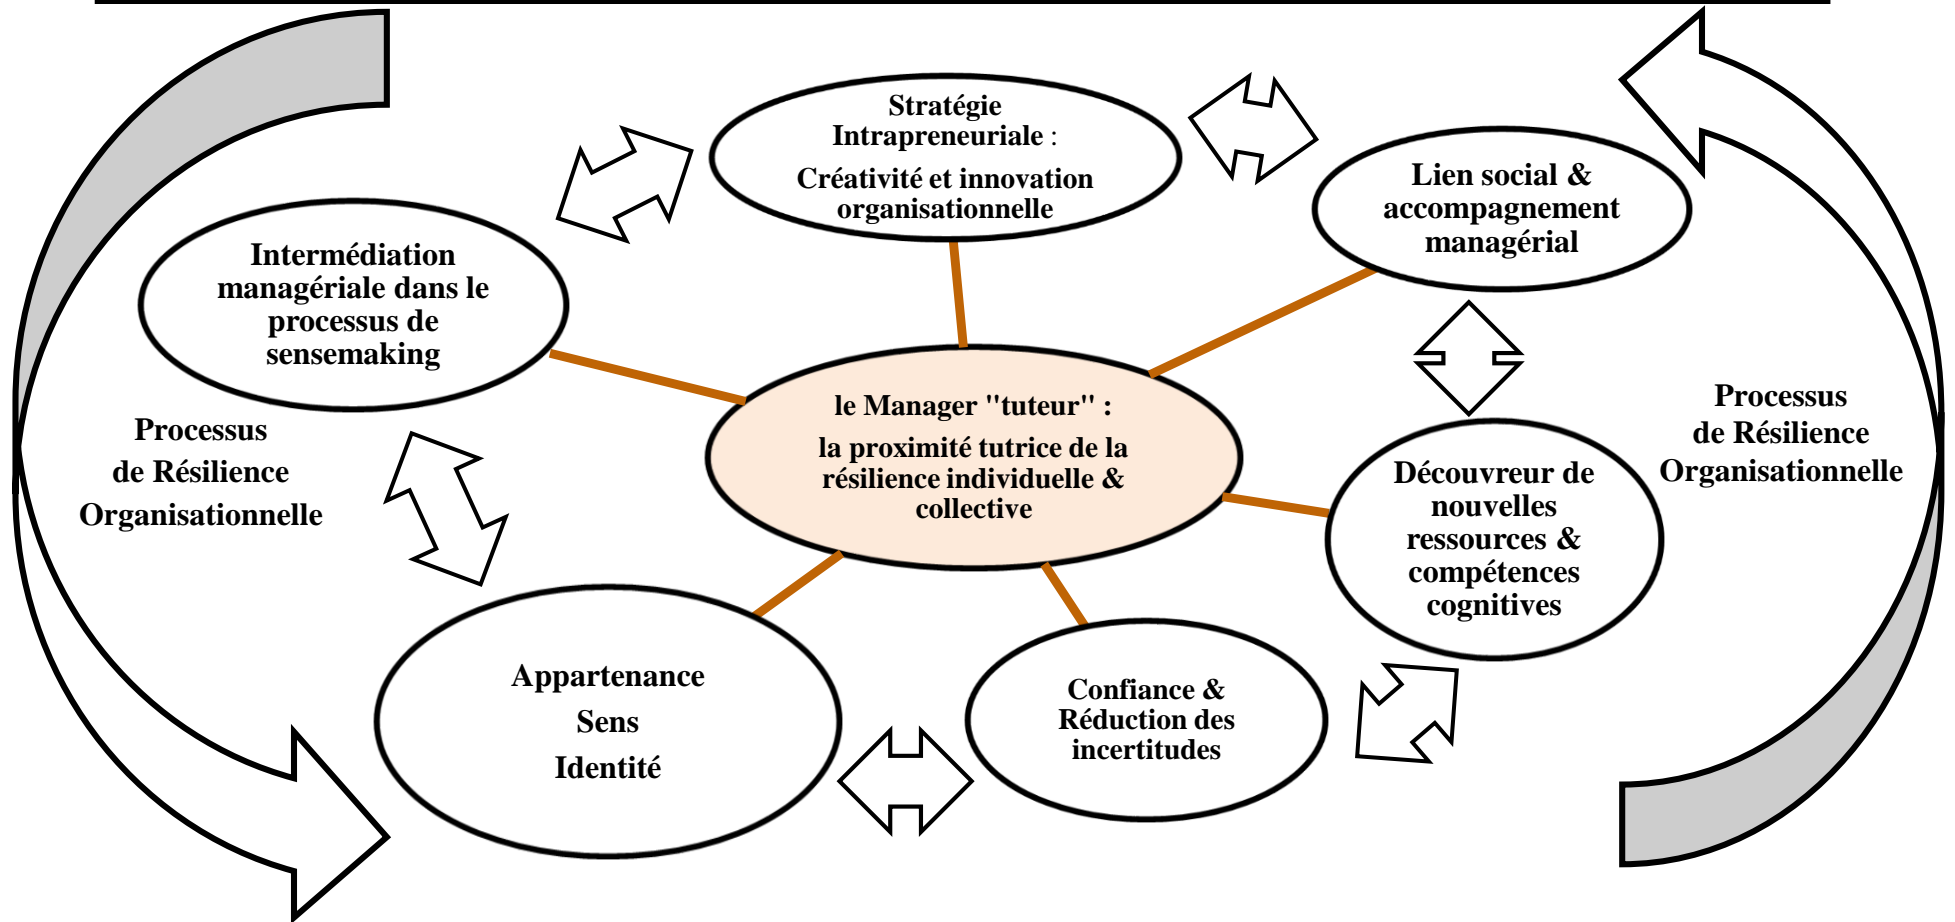 Stratégie
Intrapreneuriale :
Créativité et innovation
organisationnelle
Lien social &
accompagnement
managérial
Intermédiation
managériale dans le
processus de
sensemaking
le Manager "tuteur" :
la proximité tutrice de la
résilience individuelle &
collective
Processus
de Résilience
Organisationnelle
Processus
de Résilience
Organisationnelle
Découvreur de
nouvelles
ressources &
compétences
cognitives
Appartenance
Sens
Identité
Confiance &
Réduction des
incertitudes